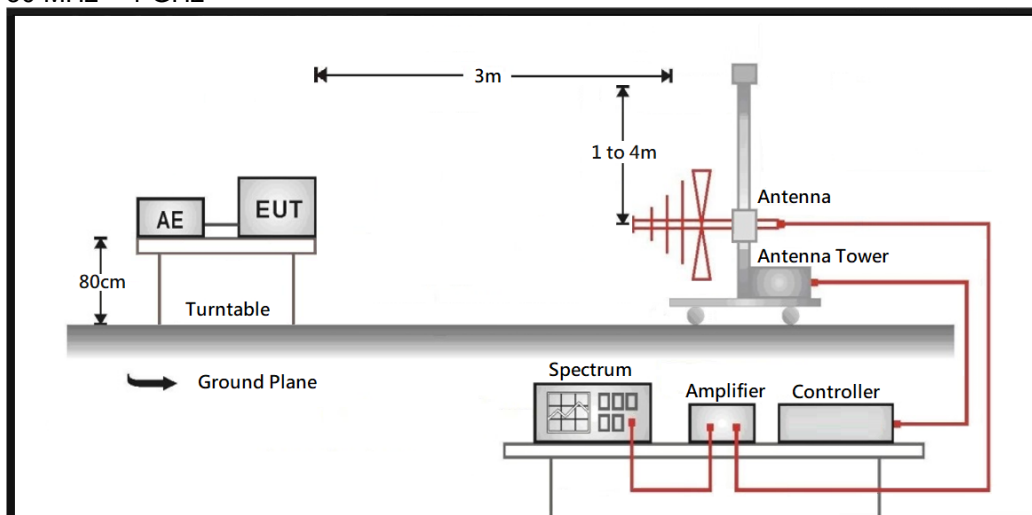 3m
1 to 4m
Antenna
AE
EUT
Antenna Tower
80cm
Turntable
Ground Plane
Spectrum
Amplifier
Controller